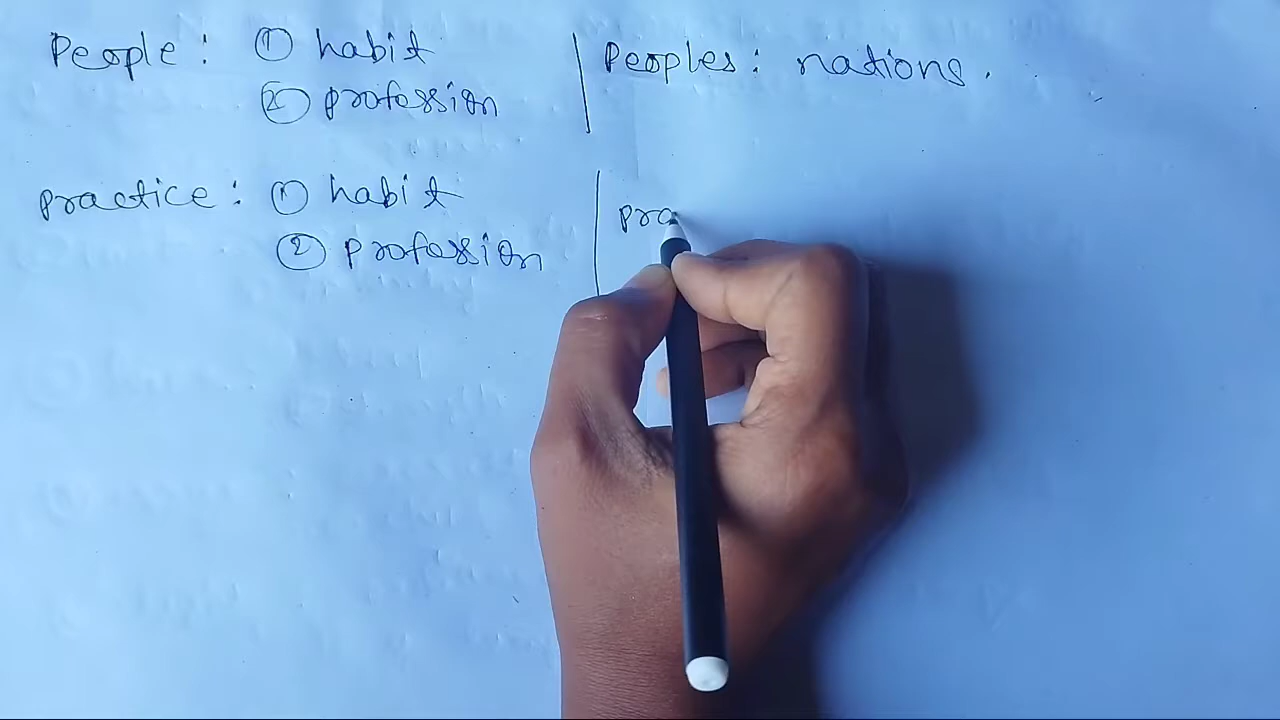 People: ① habit | Peoples: nations.
② profession
practice: ① habit | pra
② profession